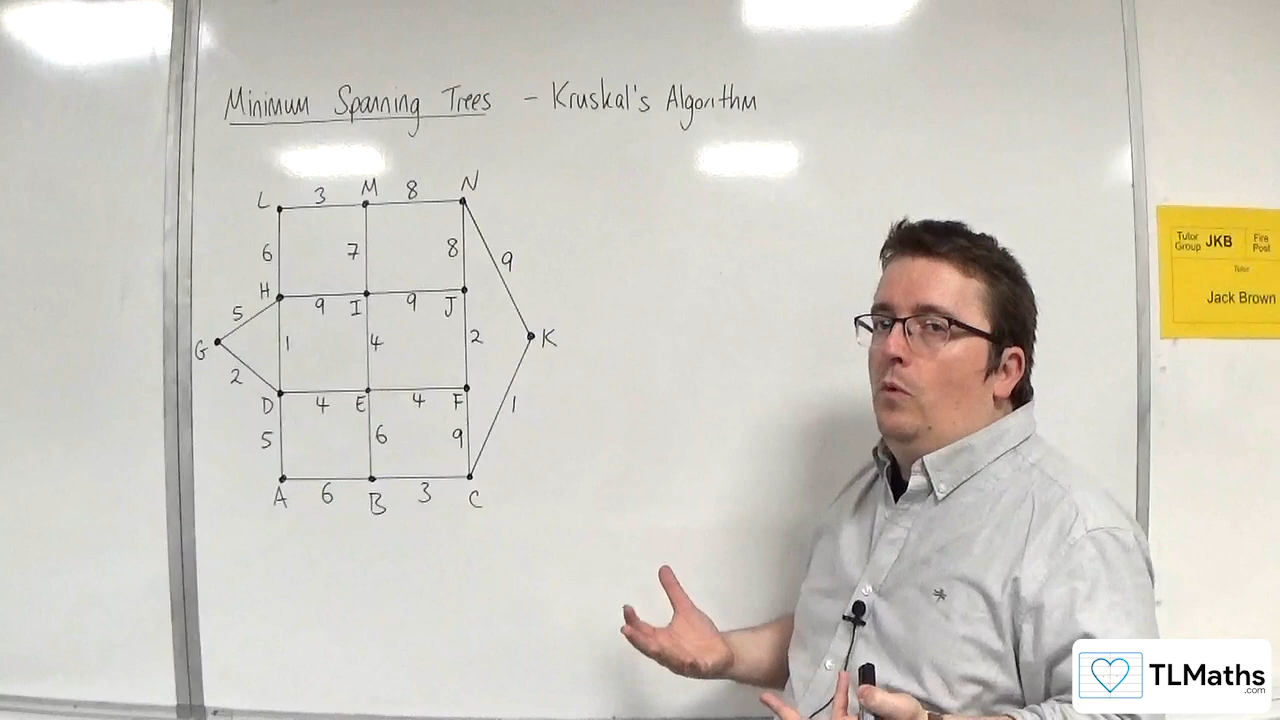 Minimum Spanning Trees - Kruskal's Algorithm
L 3 M 8 N
6 7 8 9
H 9 I 9 J
5
G 1 4 2 K
2
D 4 E 4 F 1
5 6 9
A 6 B 3 C
Tutor Group JKB Fire Post
Tutor
Jack Brown
TLMaths
.com